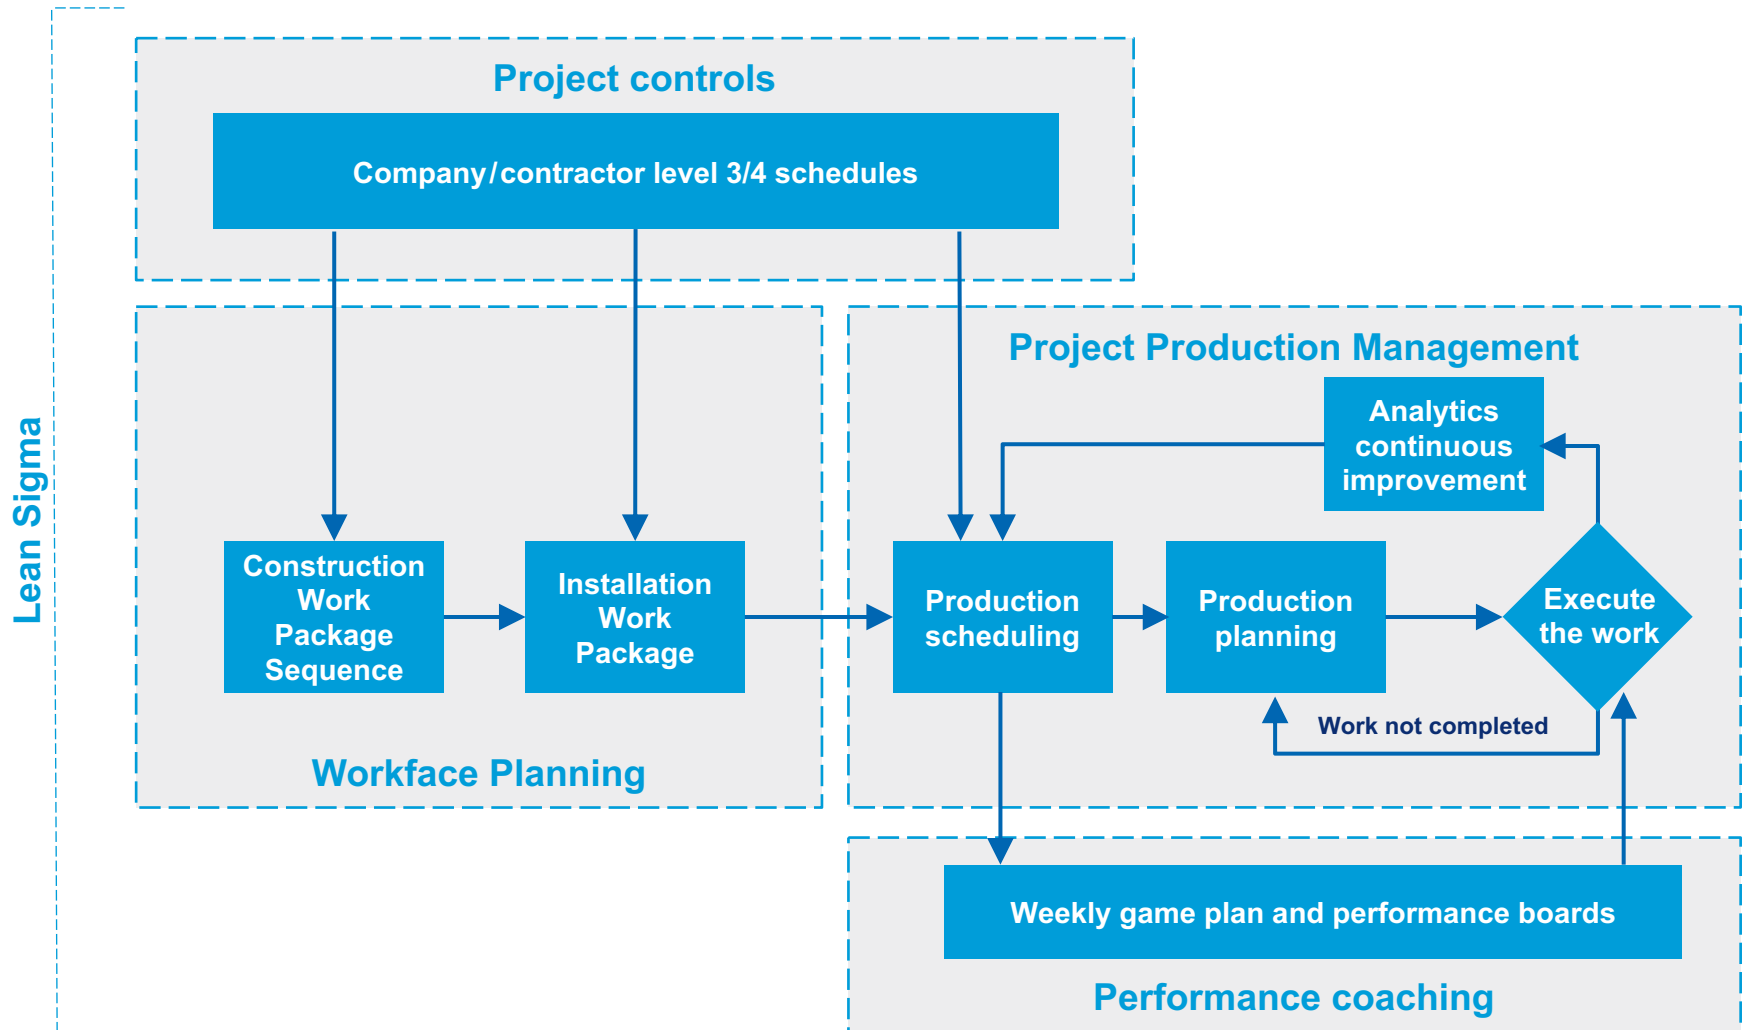 Project controls
Company/contractor level 3/4 schedules
Lean Sigma
Project Production Management
Analytics
continuous
improvement
Construction
Work
Package
Sequence
Installation
Work
Package
Production
scheduling
Production
planning
Execute
the work
Work not completed
Workface Planning
Weekly game plan and performance boards
Performance coaching